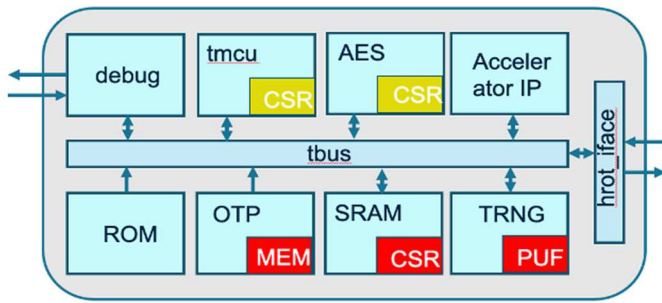 debug
tmcu
CSR
AES
CSR
Acceler
ator IP
tbus
hrot_iface
ROM
OTP
MEM
SRAM
CSR
TRNG
PUF